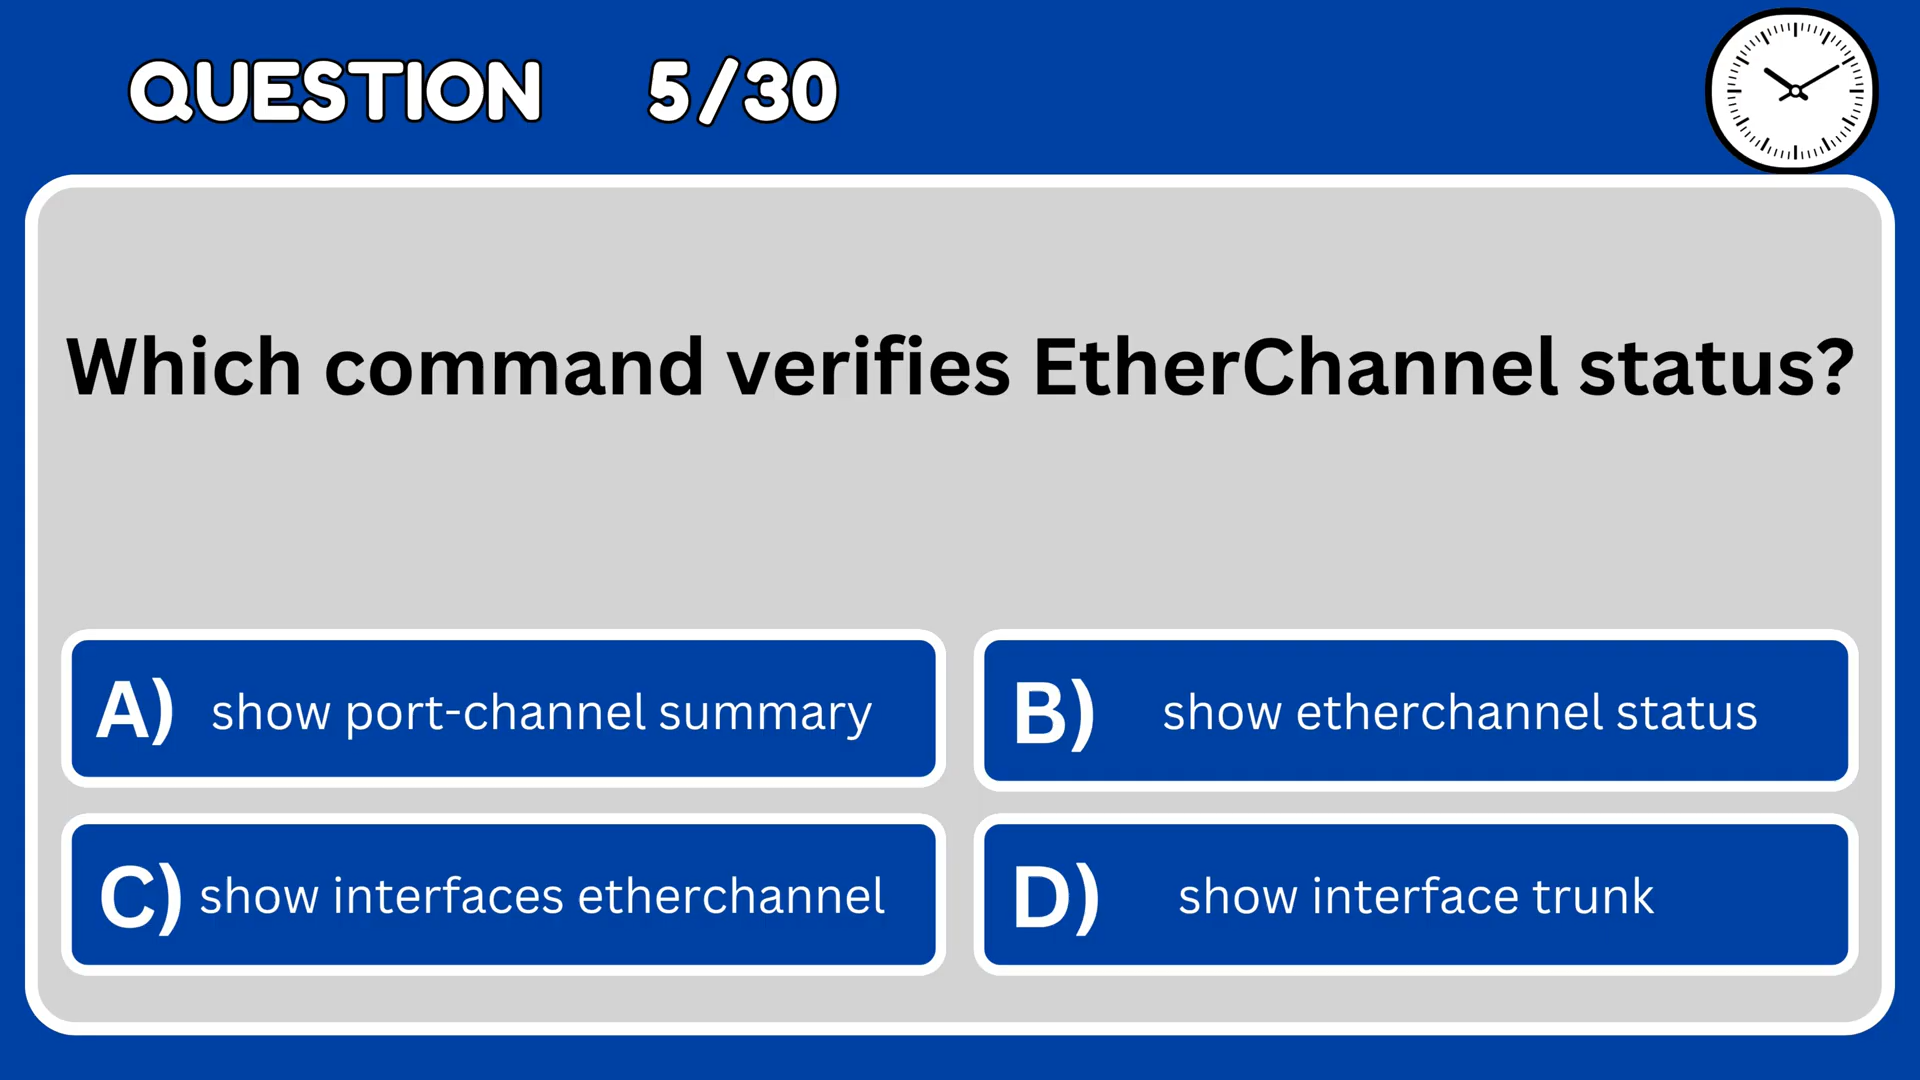 QUESTION 5/30
Which command verifies EtherChannel status?
A) show port-channel summary
B) show etherchannel status
C) show interfaces etherchannel
D) show interface trunk